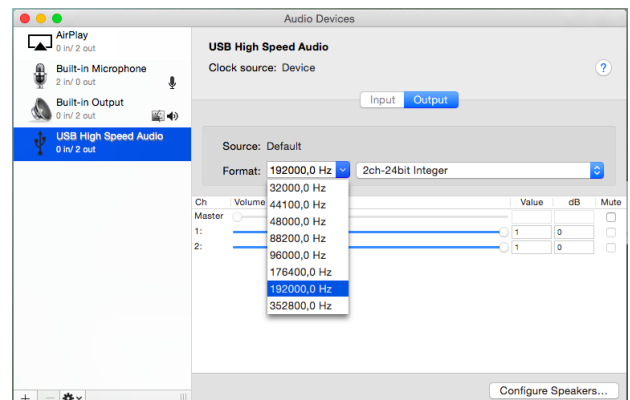 Audio Devices
AirPlay
0 in/ 2 out
Built-in Microphone
2 in/ 0 out
Built-in Output
0 in/ 2 out
USB High Speed Audio
0 in/ 2 out
USB High Speed Audio
Clock source: Device
?
Input Output
Source: Default
Format: 192000,0 Hz 2ch-24bit Integer
32000,0 Hz
44100,0 Hz
48000,0 Hz
88200,0 Hz
96000,0 Hz
176400,0 Hz
192000,0 Hz
352800,0 Hz
Ch Volume Value dB Mute
Master
1: 1 0
2: 1 0
Configure Speakers...